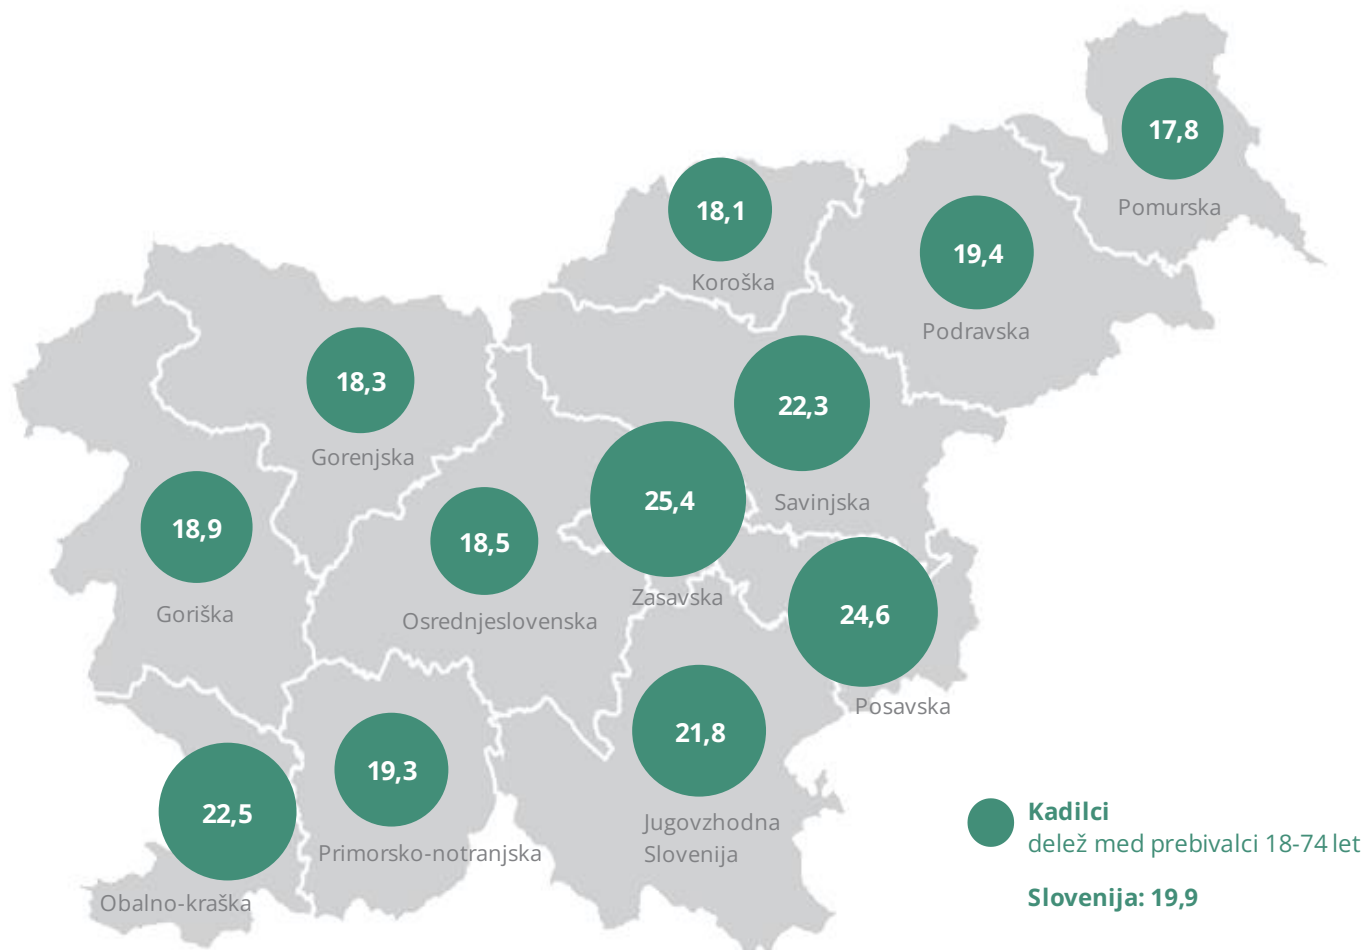 17,8
Pomurska
18,1
Koroška
19,4
Podravska
18,3
Gorenjska
22,3
Savinjska
25,4
Zasavska
18,9
Goriška
18,5
Osrednjeslovenska
24,6
Posavska
21,8
Jugovzhodna
Slovenija
19,3
Primorsko-notranjska
22,5
Obalno-kraška
Kadilci
delež med prebivalci 18-74 let
Slovenija: 19,9